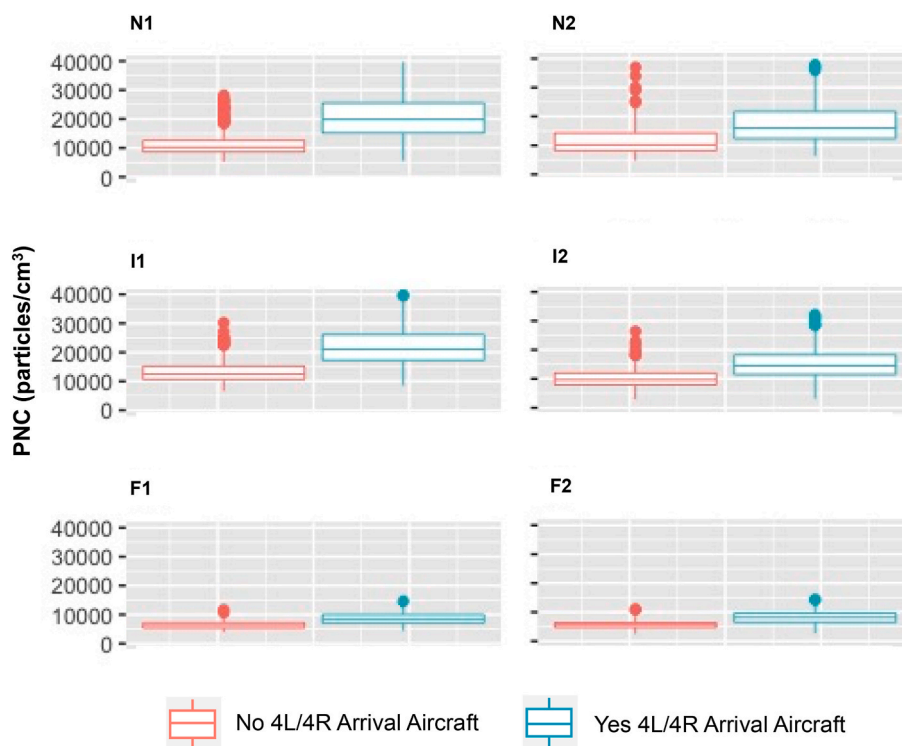 N1
N2
40000
30000
20000
10000
0
I1
I2
40000
30000
20000
10000
0
PNC (particles/cm³)
F1
F2
40000
30000
20000
10000
0
No 4L/4R Arrival Aircraft
Yes 4L/4R Arrival Aircraft